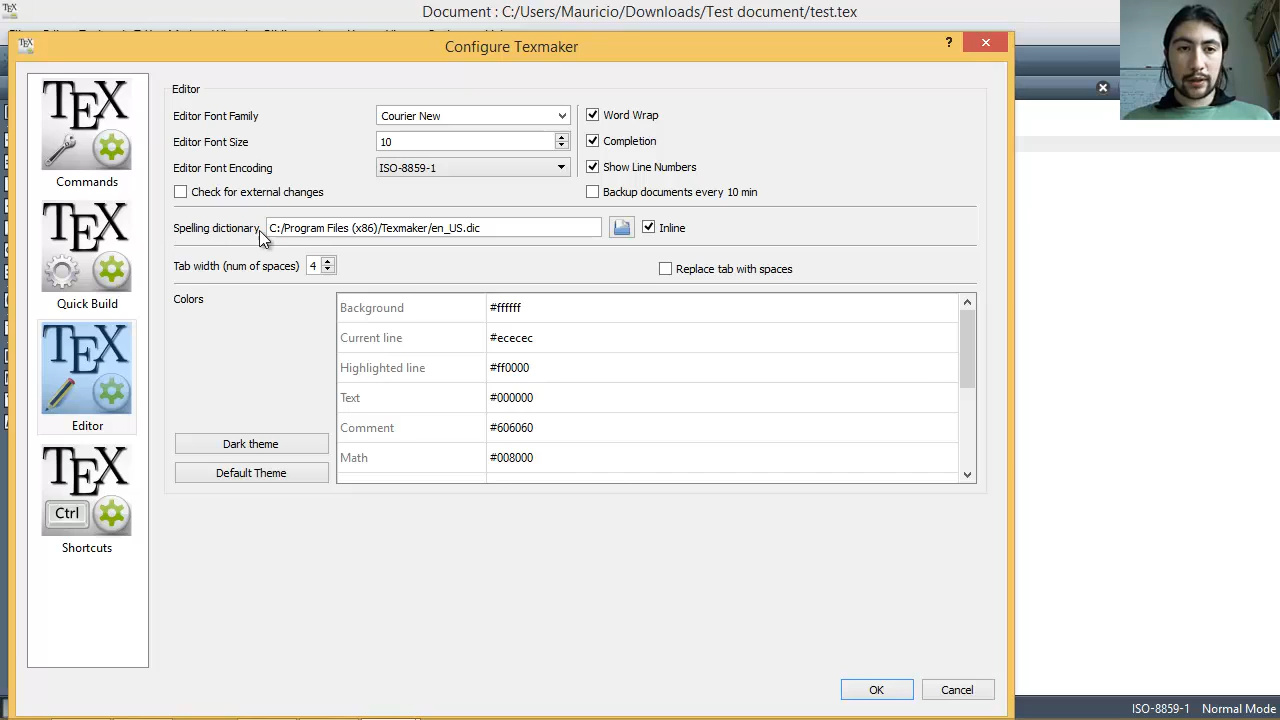 Document : C:/Users/Mauricio/Downloads/Test document/test.tex
Configure Texmaker
?
TEX
Commands
TEX
Quick Build
TEX
Editor
TEX
Ctrl
Shortcuts
Editor
Editor Font Family
Courier New
Word Wrap
Editor Font Size
10
Completion
Editor Font Encoding
ISO-8859-1
Show Line Numbers
Check for external changes
Backup documents every 10 min
Spelling dictionary
C:/Program Files (x86)/Texmaker/en_US.dic
Inline
Tab width (num of spaces)
4
Replace tab with spaces
Colors
Background
#ffffff
Current line
#ececec
Highlighted line
#ff0000
Text
#000000
Comment
#606060
Math
#008000
Dark theme
Default Theme
OK
Cancel
ISO-8859-1
Normal Mode